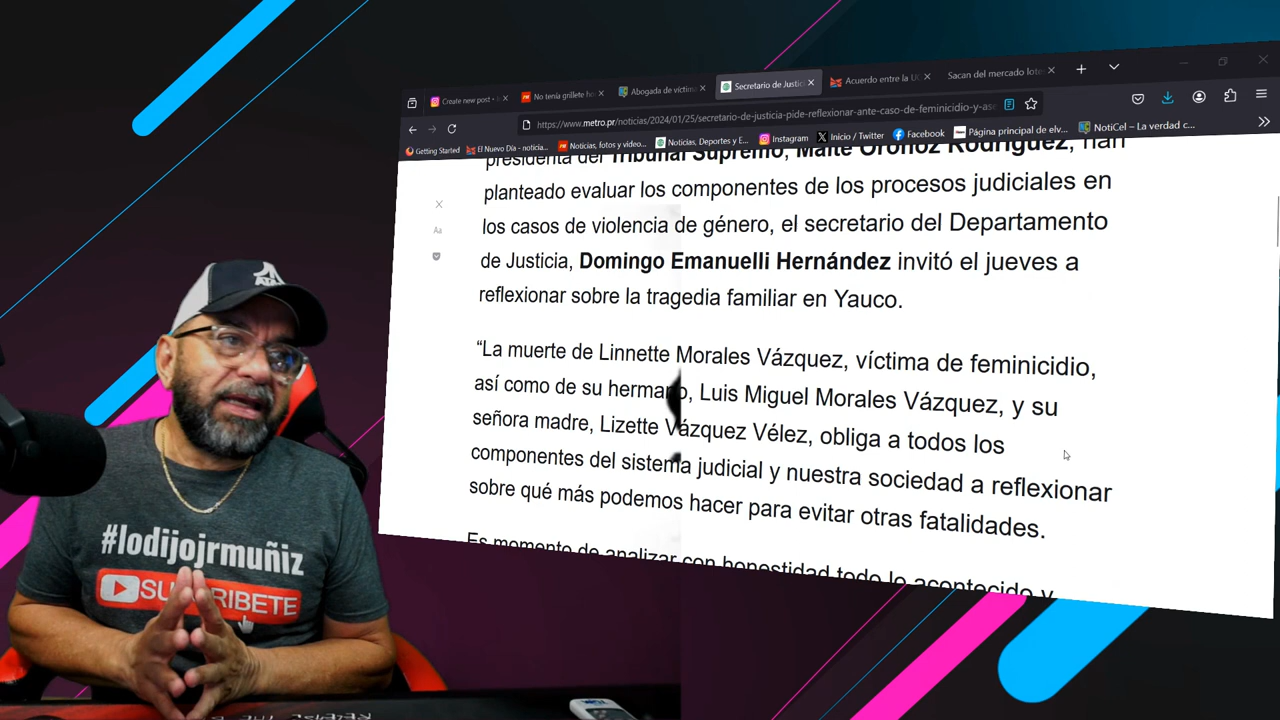 Create new post •
No tenía grillete ho
Abogada de víctim
Secretario de Justic
Acuerdo entre la U
Sacan del mercado lote
https://www.metro.pr/noticias/2024/01/25/secretario-de-justicia-pide-reflexionar-ante-caso-de-feminicidio-y-ase
Getting Started
El Nuevo Día - noticia...
Noticias, fotos y video...
Noticias, Deportes y E...
Instagram
Inicio / Twitter
Facebook
Página principal de elv...
NotiCel – La verdad c...
presidenta del Tribunal Supremo, Maite Oronoz Rodríguez, han
planteado evaluar los componentes de los procesos judiciales en
los casos de violencia de género, el secretario del Departamento
de Justicia, Domingo Emanuelli Hernández invitó el jueves a
reflexionar sobre la tragedia familiar en Yauco.
Aa
“La muerte de Linnette Morales Vázquez, víctima de feminicidio,
así como de su hermano, Luis Miguel Morales Vázquez, y su
señora madre, Lizette Vázquez Vélez, obliga a todos los
componentes del sistema judicial y nuestra sociedad a reflexionar
sobre qué más podemos hacer para evitar otras fatalidades.
Es momento de analizar con honestidad todo lo acontecido y
#lodijojrmuñiz
SU RIBETE